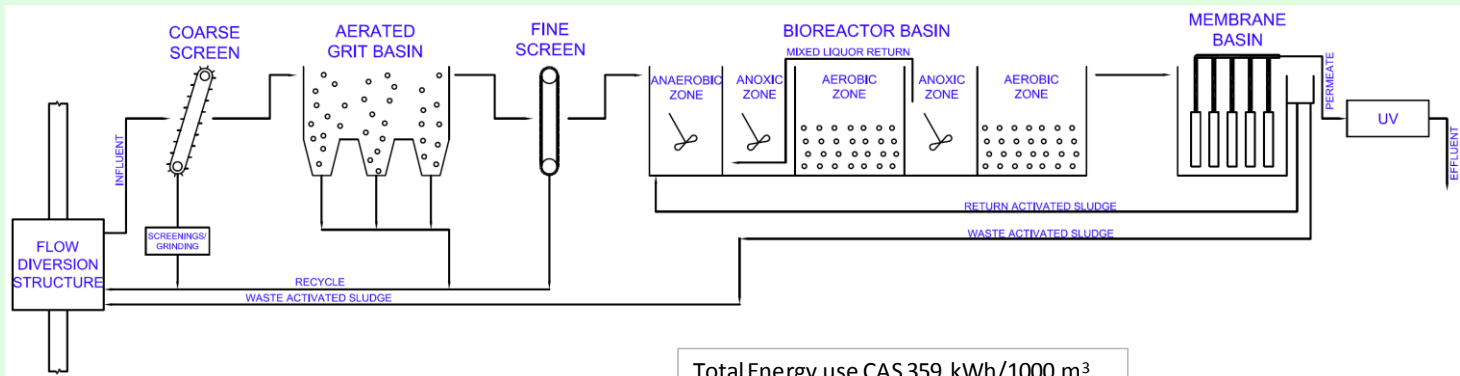 COARSE
SCREEN
AERATED
GRIT BASIN
FINE
SCREEN
BIOREACTOR BASIN
MIXED LIQUOR RETURN
MEMBRANE
BASIN
ANAEROBIC
ZONE
ANOXIC
ZONE
AEROBIC
ZONE
ANOXIC
ZONE
AEROBIC
ZONE
PERMEATE
UV
EFFLUENT
INFLUENT
SCREENINGS/
GRINDING
FLOW
DIVERSION
STRUCTURE
RETURN ACTIVATED SLUDGE
WASTE ACTIVATED SLUDGE
RECYCLE
WASTE ACTIVATED SLUDGE
Total Energy use CAS 359 kWh/1000 m³